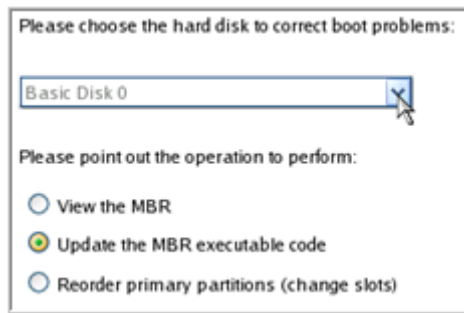 Please choose the hard disk to correct boot problems:
Basic Disk 0
Please point out the operation to perform:
View the MBR
Update the MBR executable code
Reorder primary partitions (change slots)